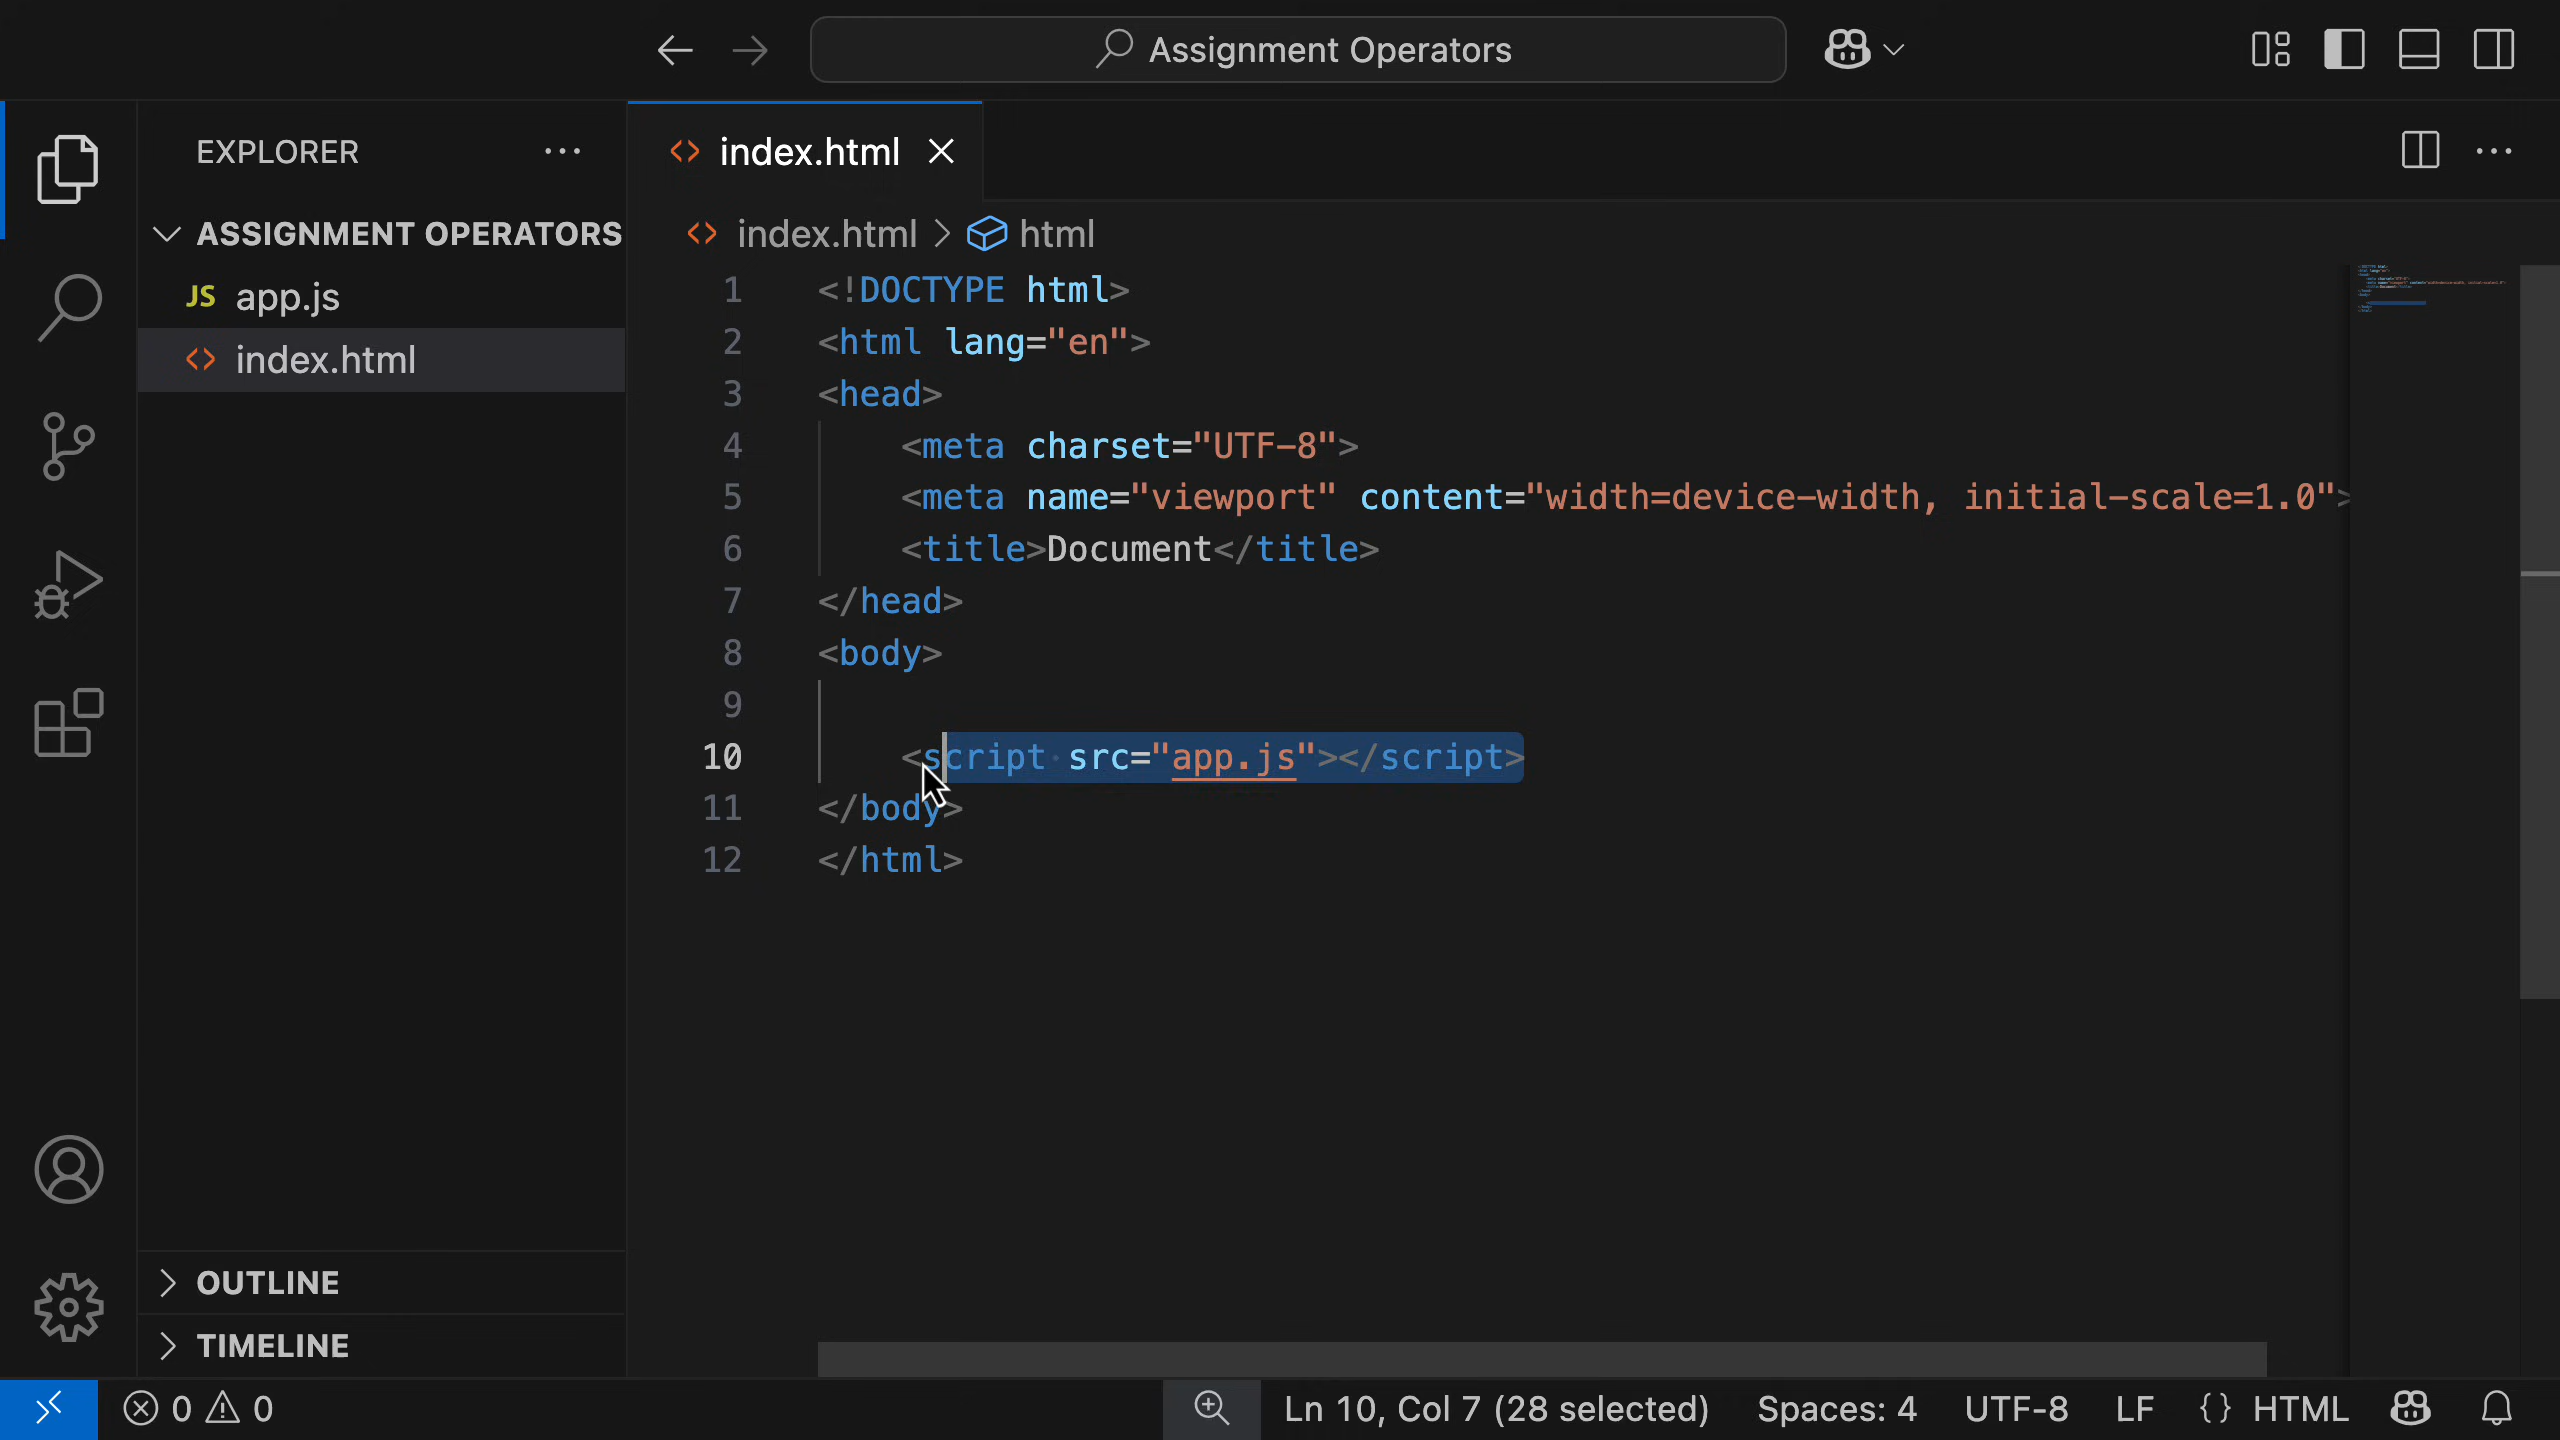 Assignment Operators
EXPLORER
index.html
ASSIGNMENT OPERATORS
JS app.js
index.html
index.html > html
1 <!DOCTYPE html>
2 <html lang="en">
3 <head>
4 <meta charset="UTF-8">
5 <meta name="viewport" content="width=device-width, initial-scale=1.0">
6 <title>Document</title>
7 </head>
8 <body>
9
10 <script src="app.js"></script>
11 </body>
12 </html>
OUTLINE
TIMELINE
0 0 Ln 10, Col 7 (28 selected) Spaces: 4 UTF-8 LF {} HTML